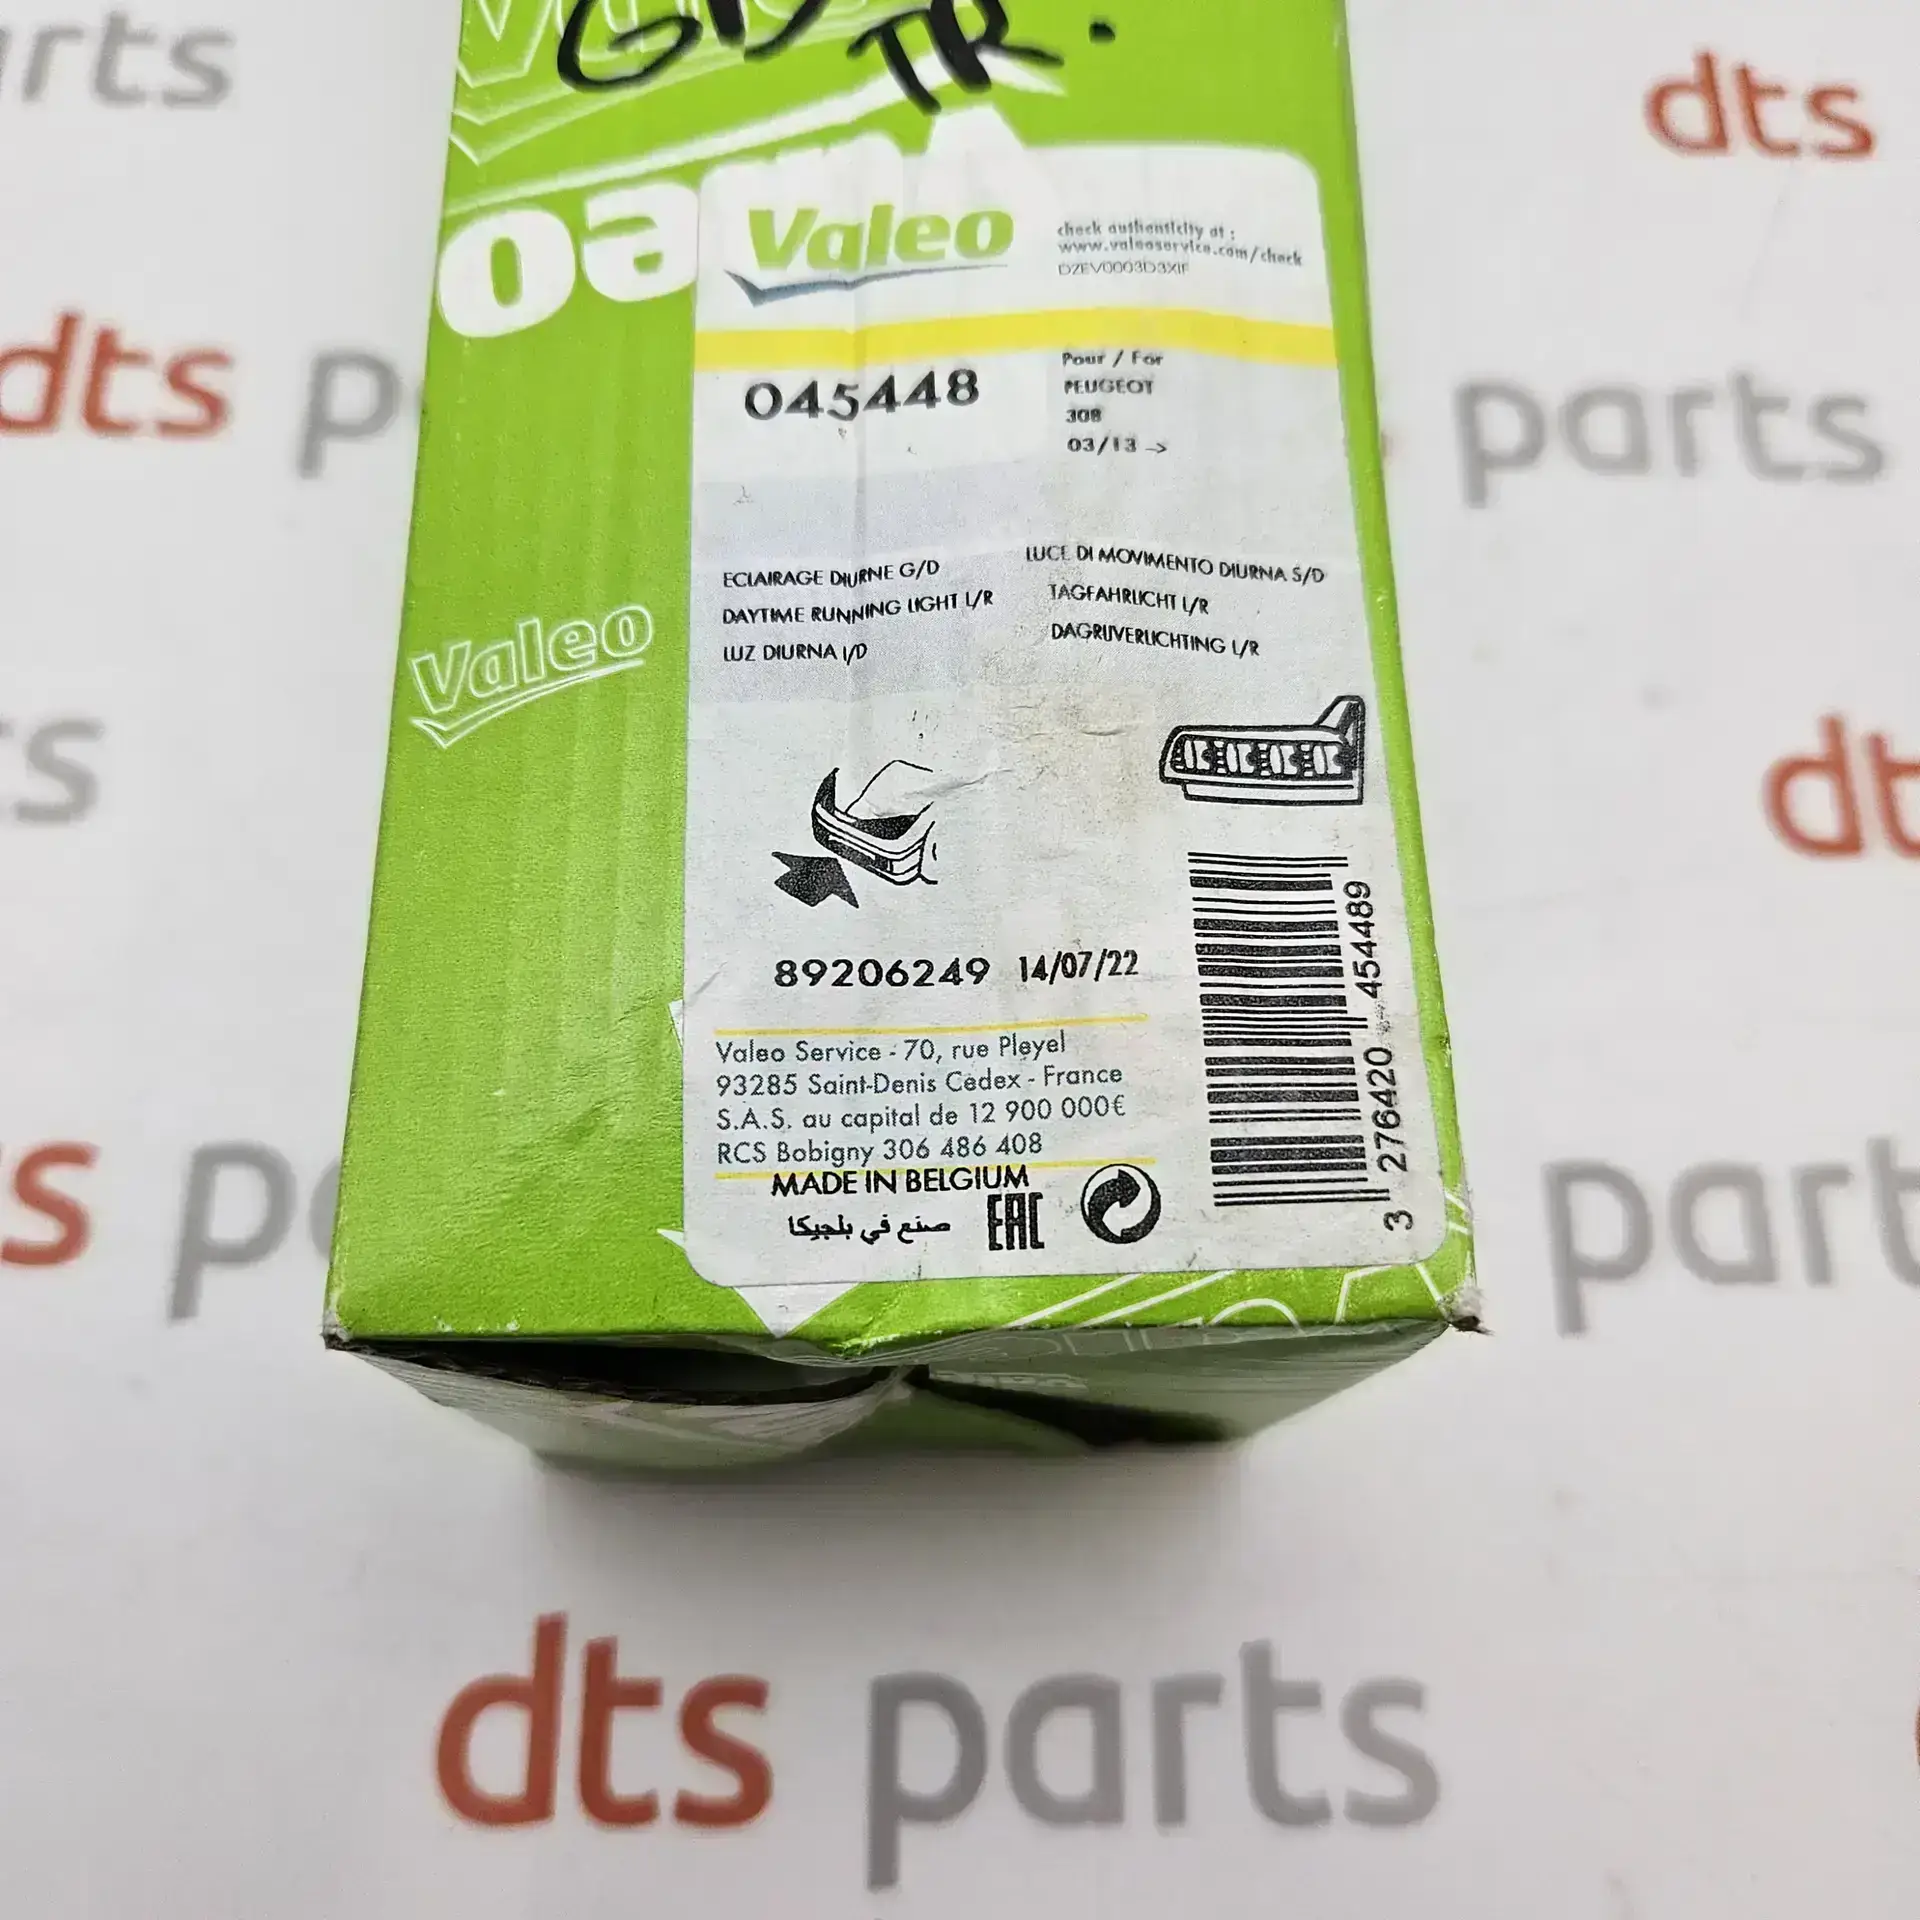 TR.
Valeo
Valeo
check authenticity at :
www.valeoservice.com/check
045448
Pour / For
PEUGEOT
308
03/13 ->
ECLAIRAGE DIURNE G/D
DAYTIME RUNNING LIGHT L/R
LUZ DIURNA I/D
LUCE DI MOVIMENTO DIURNA S/D
TAGFAHRLICHT L/R
DAGRIJVERLICHTING L/R
Valeo
89206249 14/07/22
3 276420 454489
Valeo Service - 70, rue Pleyel
93285 Saint-Denis Cedex - France
S.A.S. au capital de 12 900 000€
RCS Bobigny 306 486 408
MADE IN BELGIUM
صنع في بلجيكا
EAC
dts parts
dts parts
dts parts
dts
parts
parts